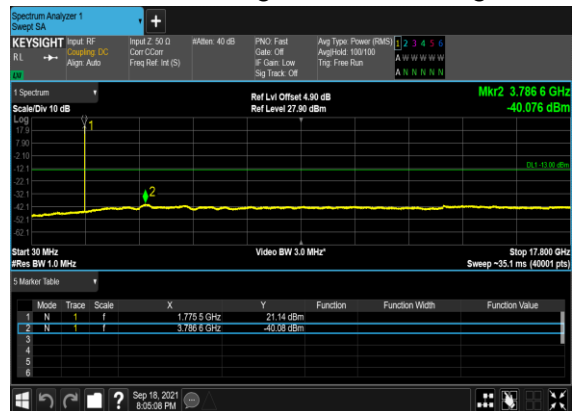 Spectrum Analyzer 1
Swept SA
KEYSIGHT
RL
Input: RF
Coupling: DC
Align: Auto
Input Z: 50 Ω
Corr CCorr
Freq Ref: Int (S)
#Atten: 40 dB
PNO: Fast
Gate: Off
IF Gain: Low
Sig Track: Off
Avg Type: Power (RMS)
Avg|Hold: 100/100
Trig: Free Run
1 2 3 4 5 6
A W W W W W
A N N N N N
1 Spectrum
Scale/Div 10 dB
Ref Lvl Offset 4.90 dB
Ref Level 27.90 dBm
Mkr2 3.786 6 GHz
-40.076 dBm
Log
17.9
7.90
-2.10
-12.1
-22.1
-32.1
-42.1
-52.1
-62.1
1
2
DL1 -13.00 dBm
Start 30 MHz
#Res BW 1.0 MHz
Video BW 3.0 MHz*
Stop 17.800 GHz
Sweep ~35.1 ms (40001 pts)
5 Marker Table
Mode Trace Scale X Y Function Function Width Function Value
1 N 1 f 1.775 5 GHz 21.14 dBm
2 N 1 f 3.786 6 GHz -40.08 dBm
3
4
5
6
?
Sep 18, 2021
8:05:08 PM